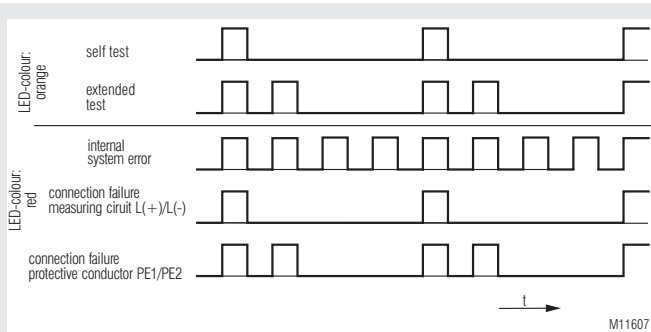 LED-colour:
orange
self test
extended
test
LED-colour:
red
internal
system error
connection failure
measuring ciruit L(+)/L(-)
connection failure
protective conductor PE1/PE2
t
M11607